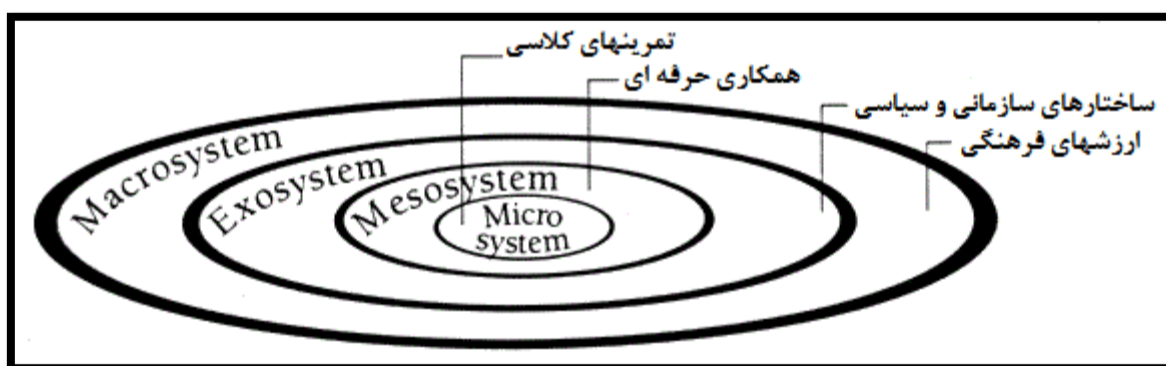 تمرینهای کلاسی
همکاری حرفه ای
ساختارهای سازمانی و سیاسی
ارزشهای فرهنگی
Macrosystem
Exosystem
Mesosystem
Micro
system